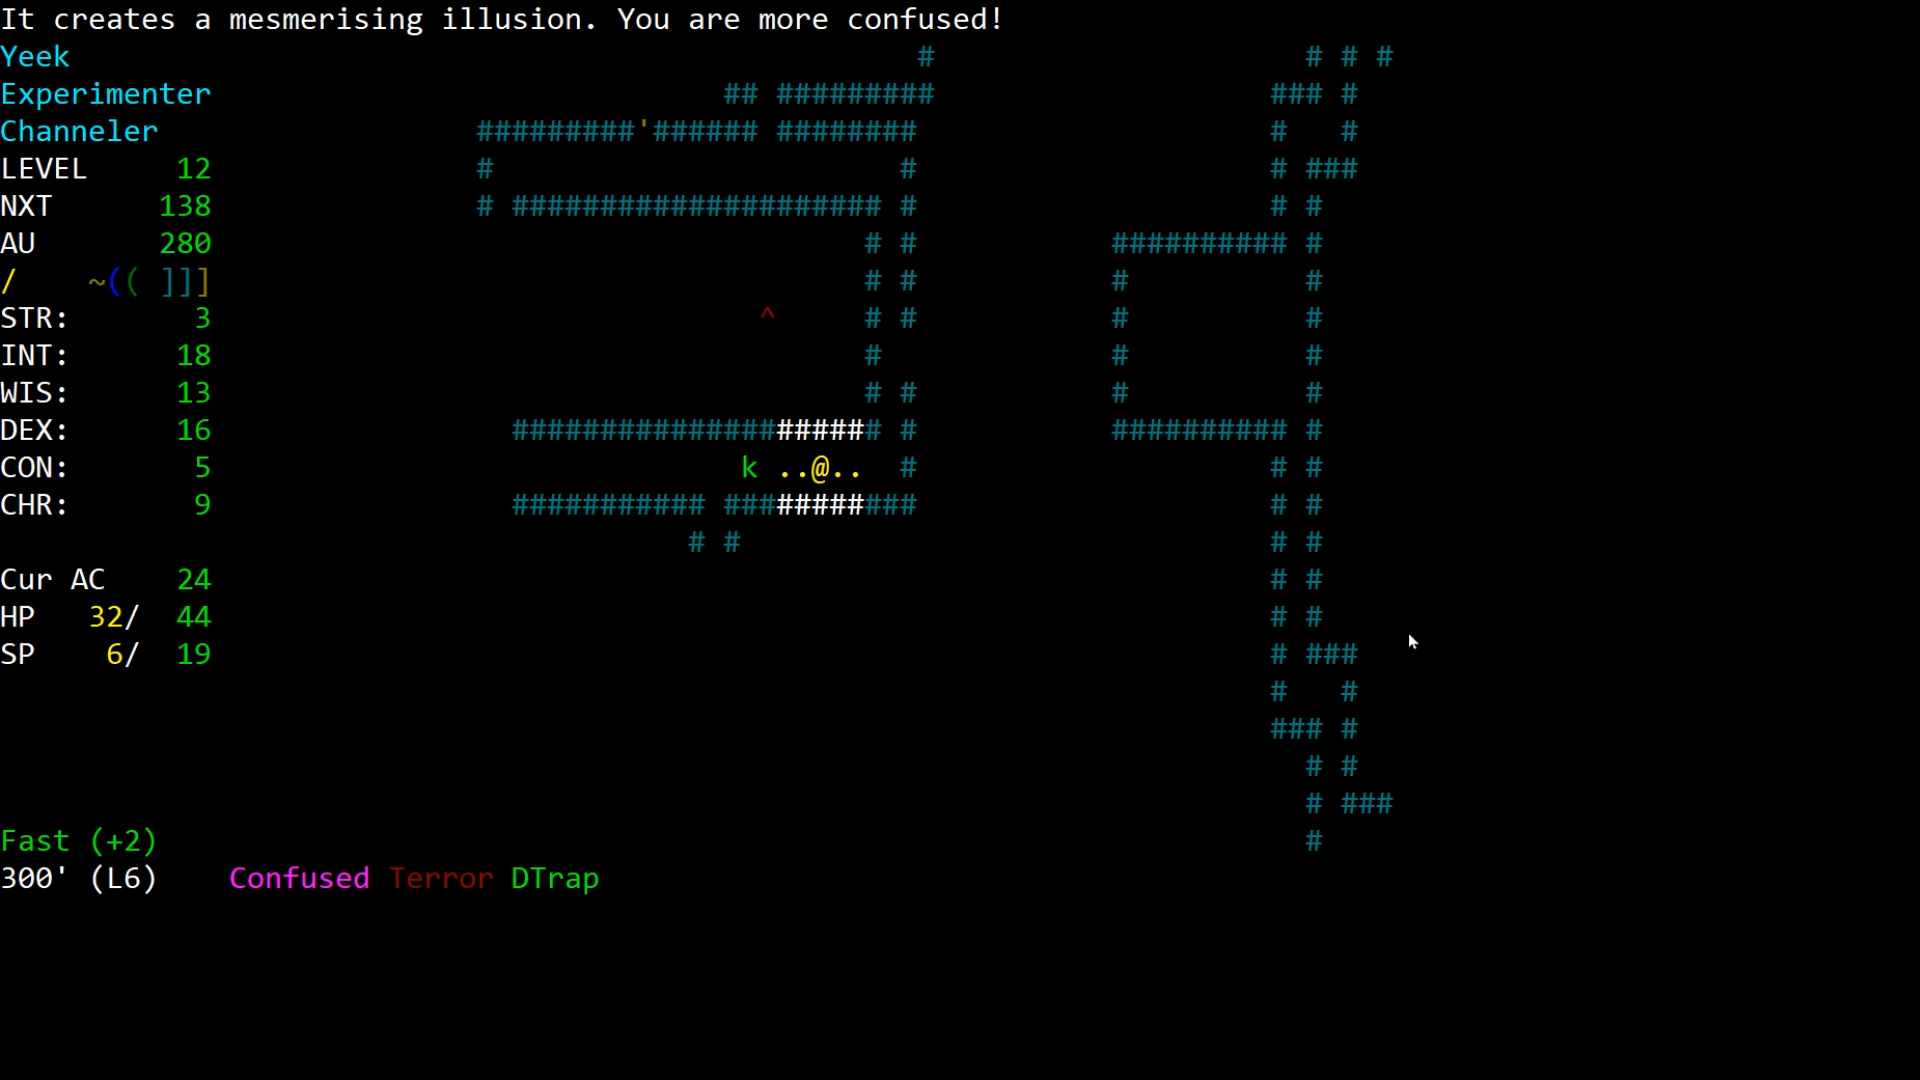 It creates a mesmerising illusion. You are more confused!
Yeek # # # #
Experimenter ## ######### ### #
Channeler #########'###### ######## # #
LEVEL 12 # # # ###
NXT 138 # ##################### # # #
AU 280 # # ########## #
/ ~(( ]]] # # # #
STR: 3 ^ # # # #
INT: 18 # # #
WIS: 13 # # # #
DEX: 16 ##################### # ########## #
CON: 5 k ..@.. # # #
CHR: 9 ########### ########### # #
# # # #
Cur AC 24 # #
HP 32/ 44 # #
SP 6/ 19 # ###
# #
### #
# #
# ###
Fast (+2) #
300' (L6) Confused Terror DTrap